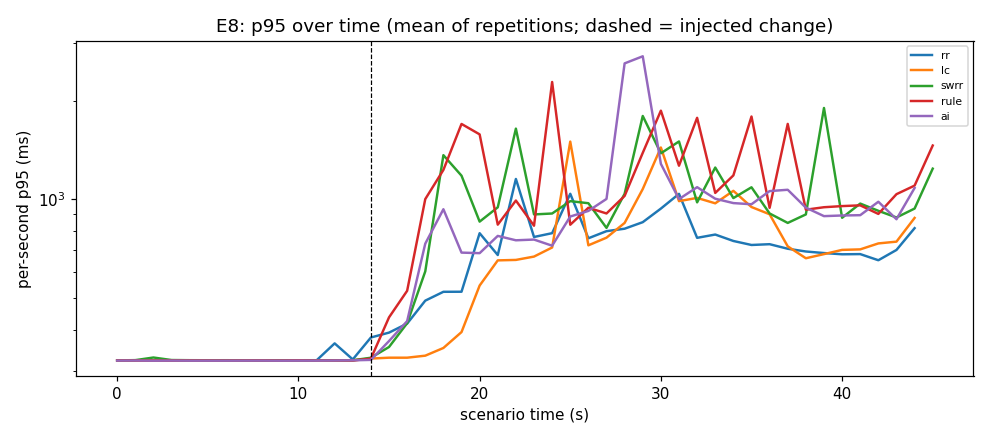 E8: p95 over time (mean of repetitions; dashed = injected change)
rr
lc
swrr
rule
ai
per-second p95 (ms)
10³
0
10
20
30
40
scenario time (s)